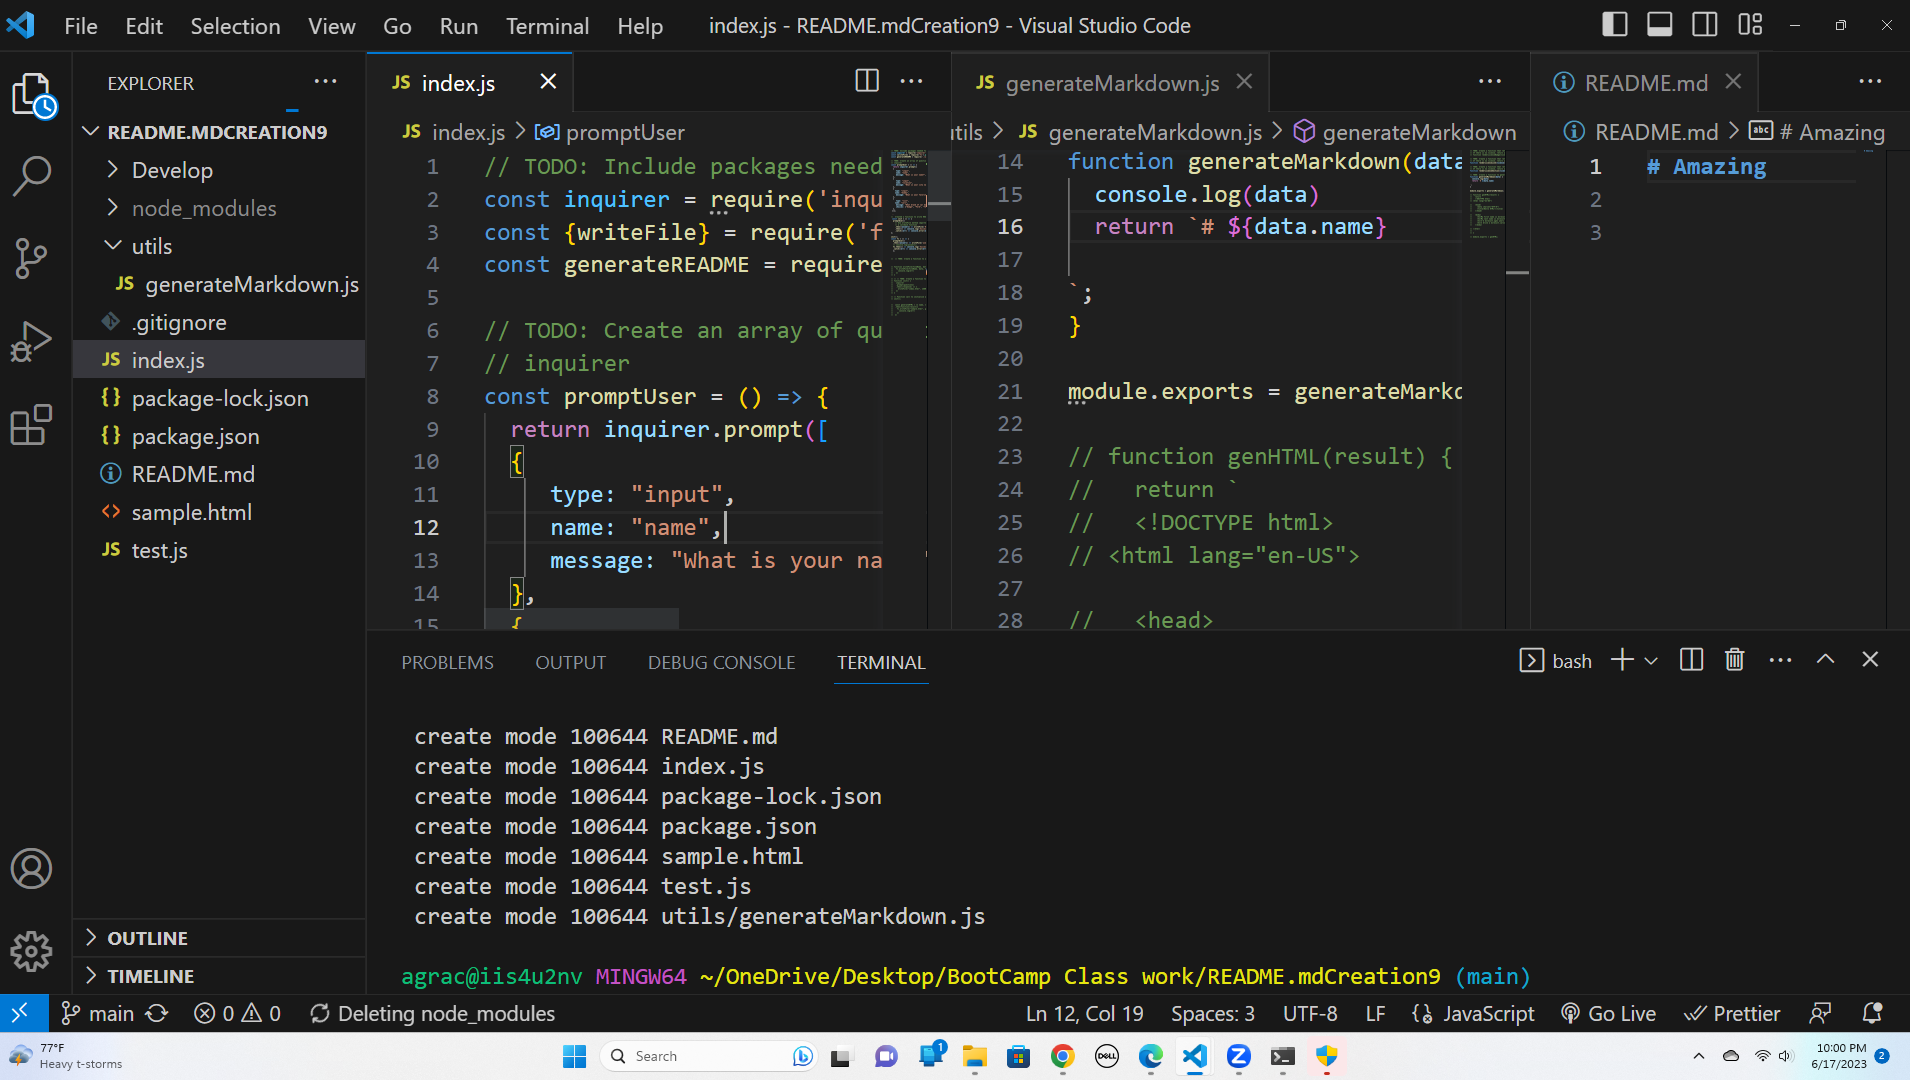 File Edit Selection View Go Run Terminal Help
index.js - README.mdCreation9 - Visual Studio Code
EXPLORER
README.MDCREATION9
Develop
node_modules
utils
JS generateMarkdown.js
.gitignore
JS index.js
{} package-lock.json
{} package.json
README.md
<> sample.html
JS test.js
OUTLINE
TIMELINE
JS index.js
JS index.js > promptUser
1 // TODO: Include packages need
2 const inquirer = require('inqu
3 const {writeFile} = require('f
4 const generateREADME = require
5
6 // TODO: Create an array of qu
7 // inquirer
8 const promptUser = () => {
9 return inquirer.prompt([
10 {
11 type: "input",
12 name: "name",
13 message: "What is your na
14 },
15 {
JS generateMarkdown.js
utils > JS generateMarkdown.js > generateMarkdown
14 function generateMarkdown(data
15 console.log(data)
16 return `# ${data.name}
17
18 `;
19 }
20
21 module.exports = generateMarkd
22
23 // function genHTML(result) {
24 // return `
25 // <!DOCTYPE html>
26 // <html lang="en-US">
27
28 // <head>
README.md
README.md > abc # Amazing
1 # Amazing
2
3
PROBLEMS OUTPUT DEBUG CONSOLE TERMINAL
bash
create mode 100644 README.md
create mode 100644 index.js
create mode 100644 package-lock.json
create mode 100644 package.json
create mode 100644 sample.html
create mode 100644 test.js
create mode 100644 utils/generateMarkdown.js
agrac@iis4u2nv MINGW64 ~/OneDrive/Desktop/BootCamp Class work/README.mdCreation9 (main)
main 0 0 Deleting node_modules
Ln 12, Col 19 Spaces: 3 UTF-8 LF {} JavaScript Go Live Prettier
77°F
Heavy t-storms
Search
1
DELL
10:00 PM
6/17/2023
2